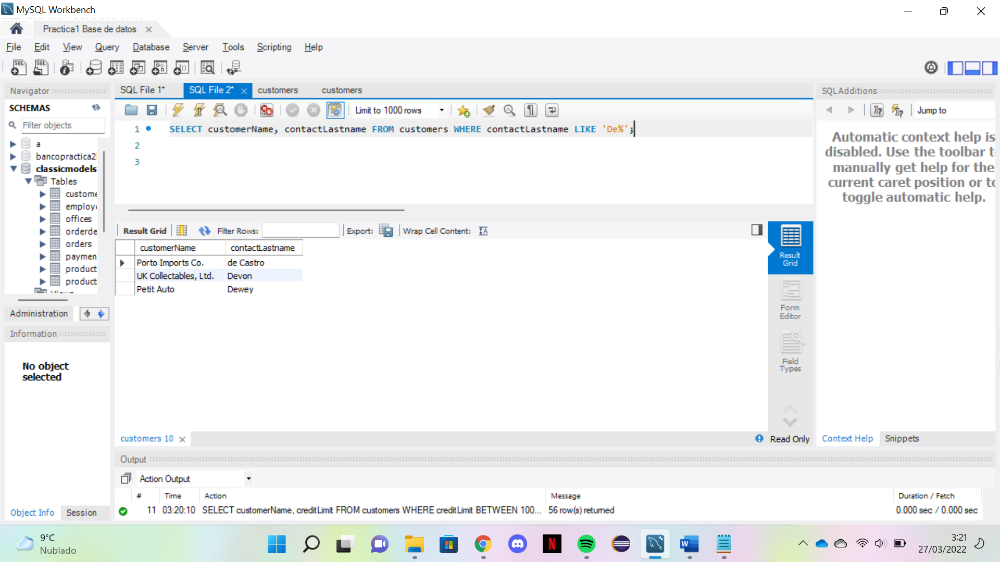 MySQL Workbench
Practica1 Base de datos
File Edit View Query Database Server Tools Scripting Help
Navigator
SCHEMAS
Filter objects
a
bancopractica2
classicmodels
Tables
custome
employe
offices
orderde
orders
paymen
product
product
Views
Administration
Information
No object
selected
Object Info Session
SQL File 1* SQL File 2* customers customers
Limit to 1000 rows
1 SELECT customerName, contactLastname FROM customers WHERE contactLastname LIKE 'De%';
2
3
Result Grid Filter Rows: Export: Wrap Cell Content:
customerName contactLastname
Porto Imports Co. de Castro
UK Collectables, Ltd. Devon
Petit Auto Dewey
Result
Grid
Form
Editor
Field
Types
customers 10
Read Only
SQLAdditions
Jump to
Automatic context help is
disabled. Use the toolbar t
manually get help for the
current caret position or to
toggle automatic help.
Context Help Snippets
Output
Action Output
# Time Action Message Duration / Fetch
11 03:20:10 SELECT customerName, creditLimit FROM customers WHERE creditLimit BETWEEN 100... 56 row(s) returned 0.000 sec / 0.000 sec
9°C
Nublado
3:21
27/03/2022